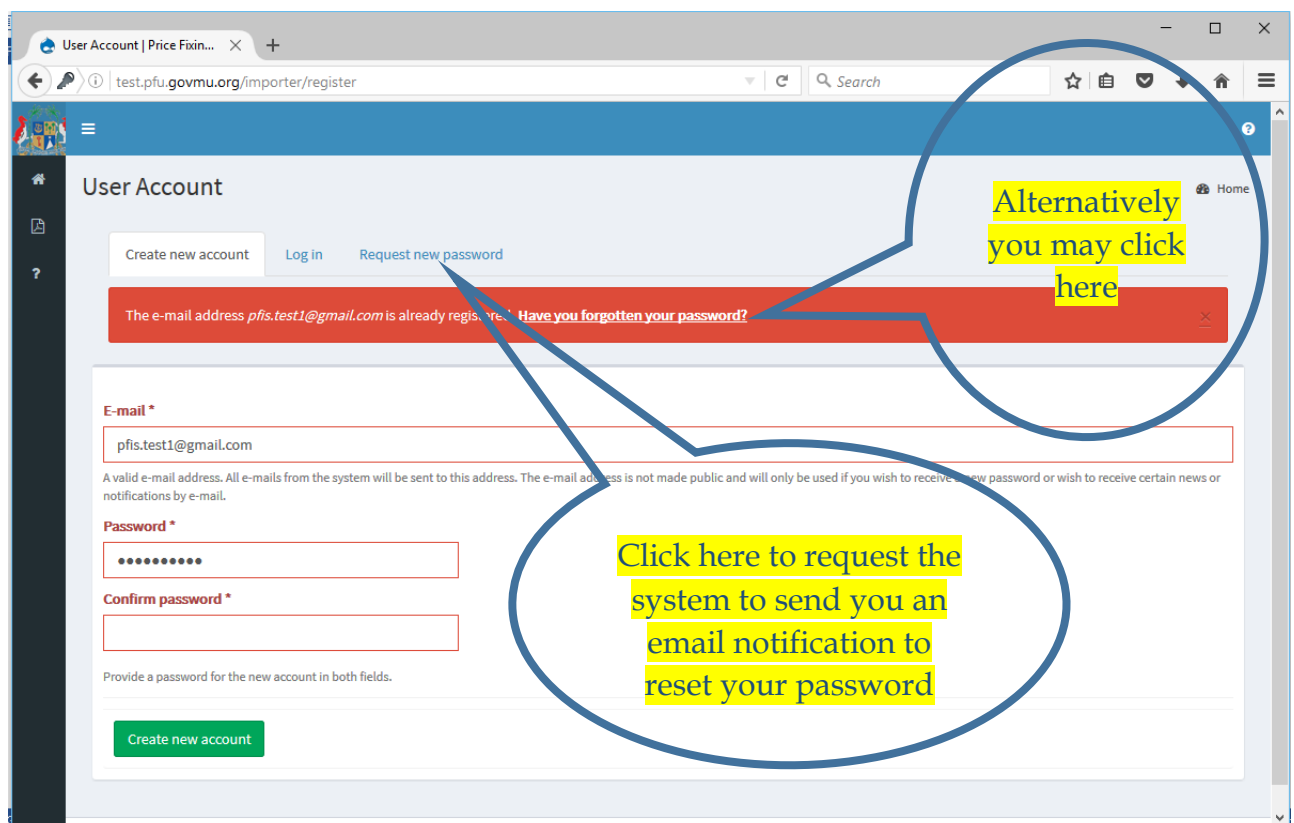 User Account | Price Fixin...
test.pfu.govmu.org/importer/register
Search
User Account
Home
Create new account
Log in
Request new password
The e-mail address pfis.test1@gmail.com is already registered. Have you forgotten your password?
Alternatively
you may click
here
E-mail *
pfis.test1@gmail.com
A valid e-mail address. All e-mails from the system will be sent to this address. The e-mail address is not made public and will only be used if you wish to receive a new password or wish to receive certain news or
notifications by e-mail.
Password *
Confirm password *
Provide a password for the new account in both fields.
Create new account
Click here to request the
system to send you an
email notification to
reset your password